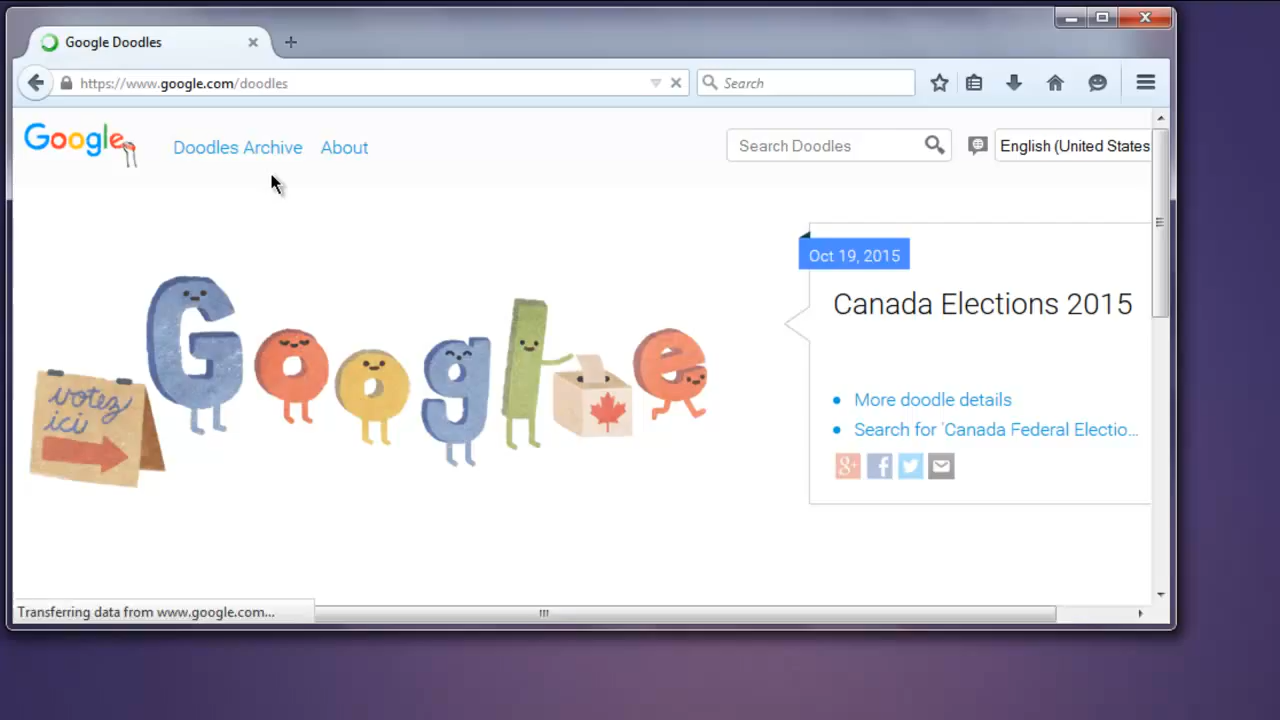 Google Doodles
https://www.google.com/doodles
Search
Google
Doodles Archive
About
Search Doodles
English (United States
Oct 19, 2015
Canada Elections 2015
Google
votez
ici
More doodle details
Search for 'Canada Federal Electio...
g+
f
Transferring data from www.google.com...